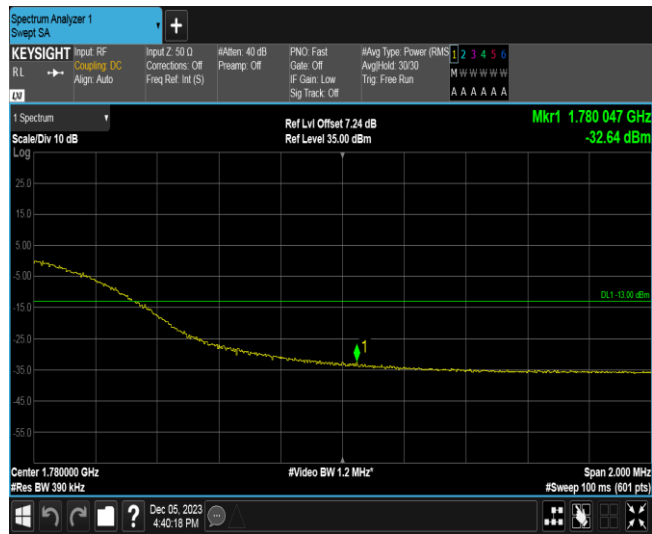 Spectrum Analyzer 1
Swept SA
+
KEYSIGHT Input: RF Input Z: 50 Ω #Atten: 40 dB PNO: Fast #Avg Type: Power (RMS 1 2 3 4 5 6
RL Coupling: DC Corrections: Off Preamp: Off Gate: Off Avg|Hold: 30/30 M W W W W W
Align: Auto Freq Ref: Int (S) IF Gain: Low Trig: Free Run
LXI Sig Track: Off A A A A A A
1 Spectrum Ref Lvl Offset 7.24 dB Mkr1 1.780 047 GHz
Scale/Div 10 dB Ref Level 35.00 dBm -32.64 dBm
Log
25.0
15.0
5.00
-5.00
DL1 -13.00 dBm
-15.0
-25.0
1
-35.0
-45.0
-55.0
Center 1.780000 GHz #Video BW 1.2 MHz* Span 2.000 MHz
#Res BW 390 kHz #Sweep 100 ms (601 pts)
? Dec 05, 2023
4:40:18 PM